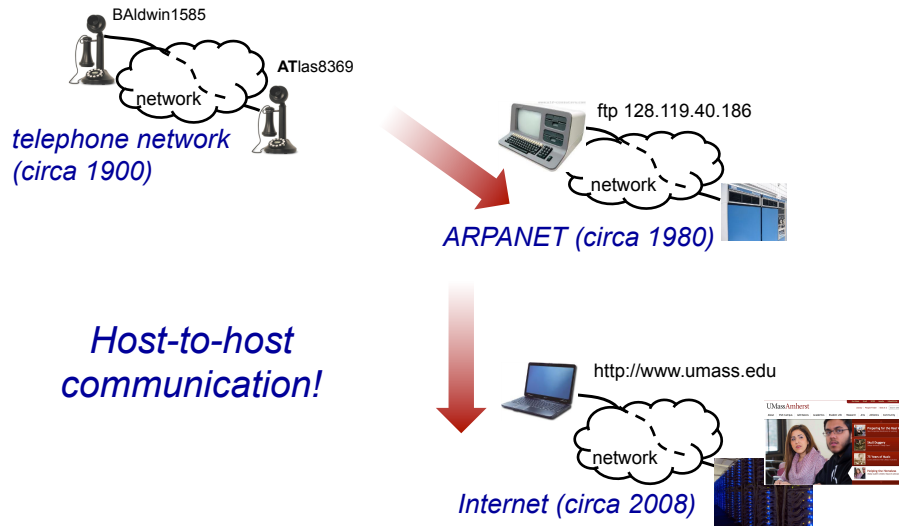 BAldwin1585
ATlas8369
network
telephone network
(circa 1900)
ftp 128.119.40.186
network
ARPANET (circa 1980)
Host-to-host
communication!
http://www.umass.edu
UMassAmherst
network
Internet (circa 2008)